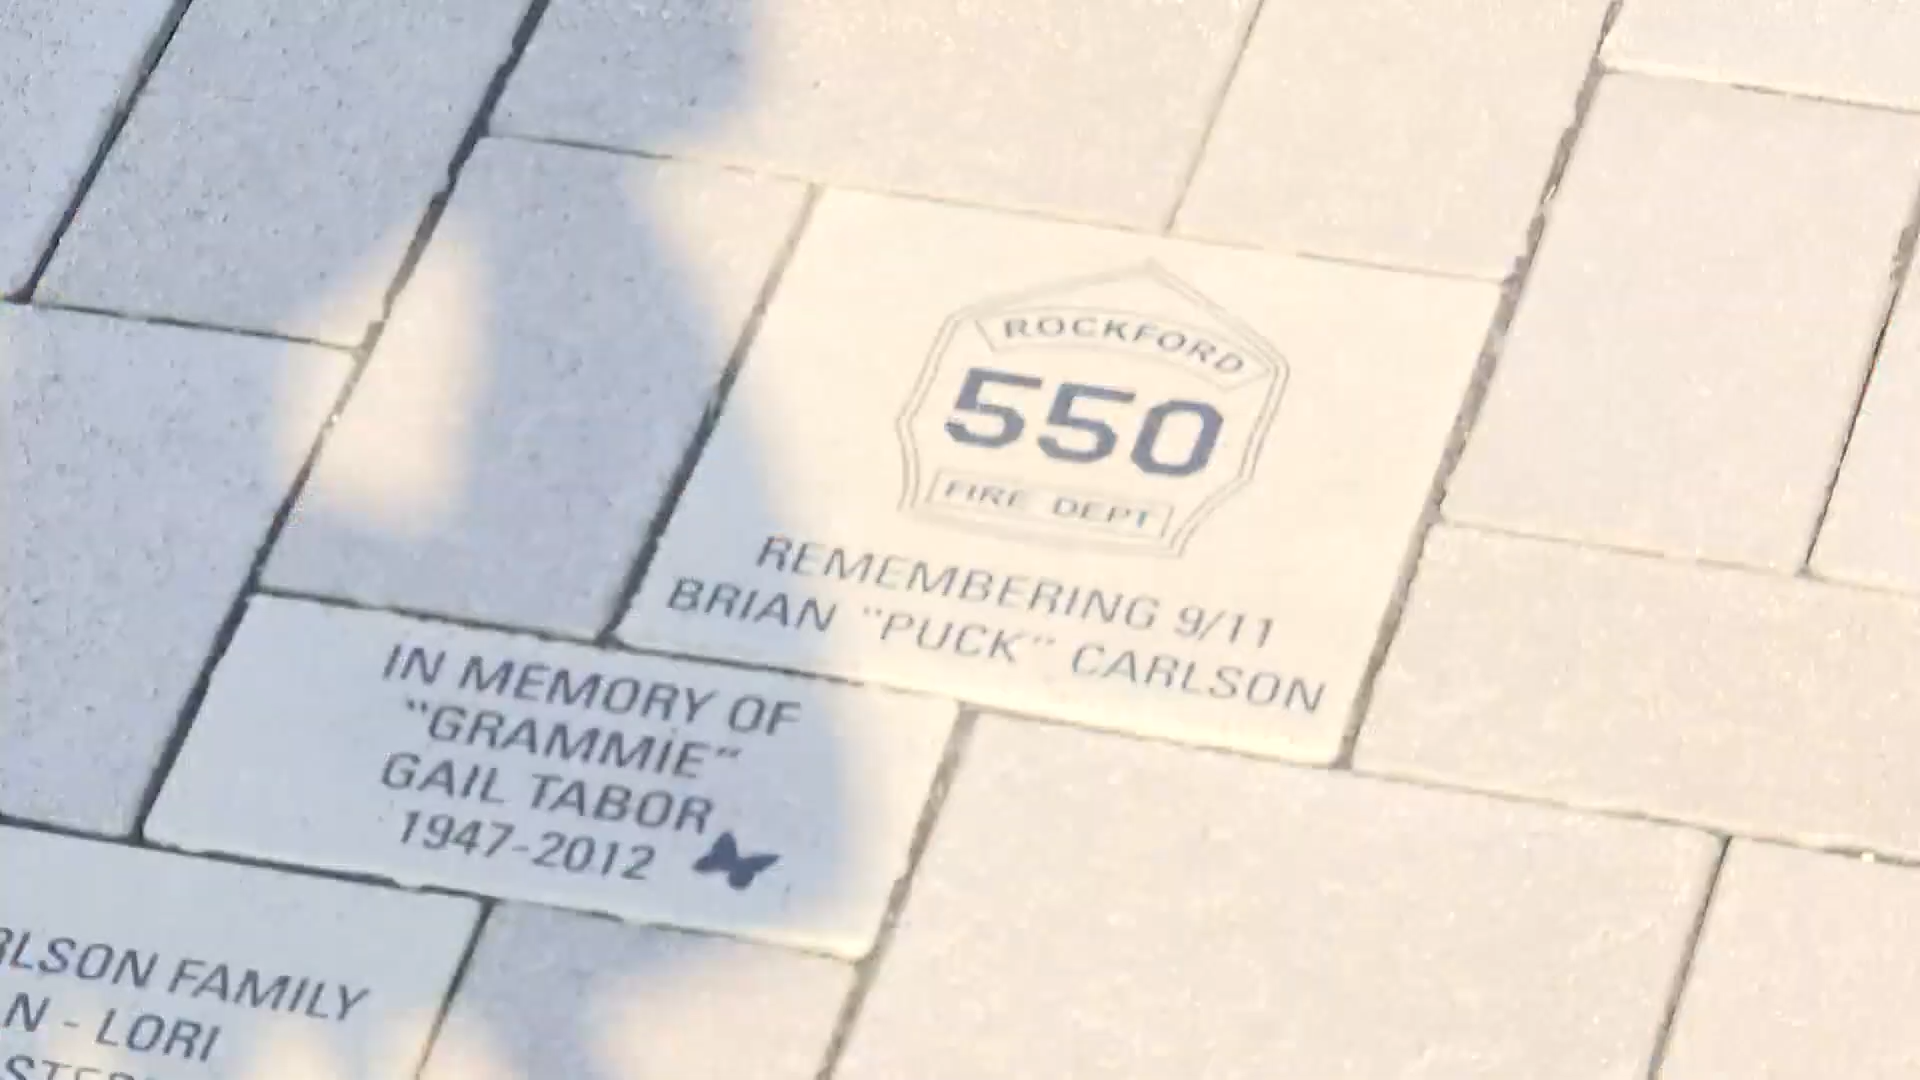 ROCKFORD
550
FIRE DEPT
REMEMBERING 9/11
BRIAN "PUCK" CARLSON
IN MEMORY OF
"GRAMMIE"
GAIL TABOR
1947-2012
RLSON FAMILY
N - LORI